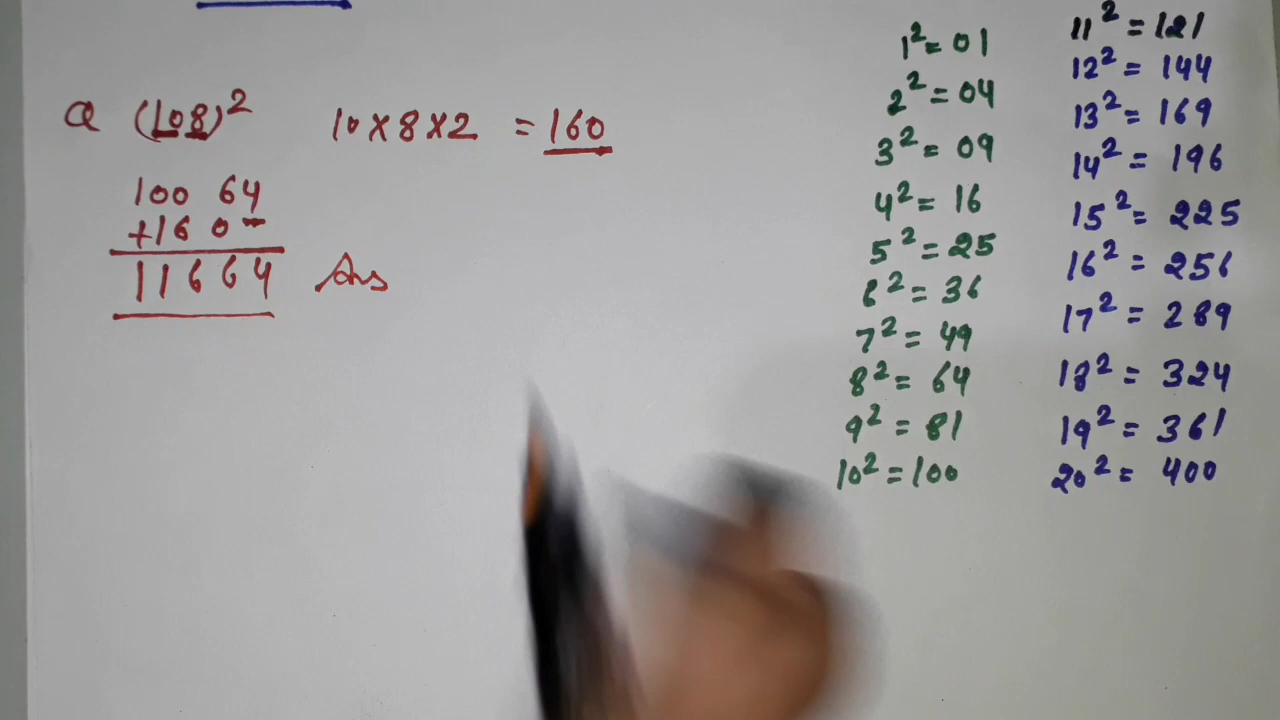 Q (108)² 10×8×2 = 160
100 64
+16 0 –
11664 Ans
1² = 01
2² = 04
3² = 09
4² = 16
5² = 25
6² = 36
7² = 49
8² = 64
9² = 81
10² = 100
11² = 121
12² = 144
13² = 169
14² = 196
15² = 225
16² = 256
17² = 289
18² = 324
19² = 361
20² = 400